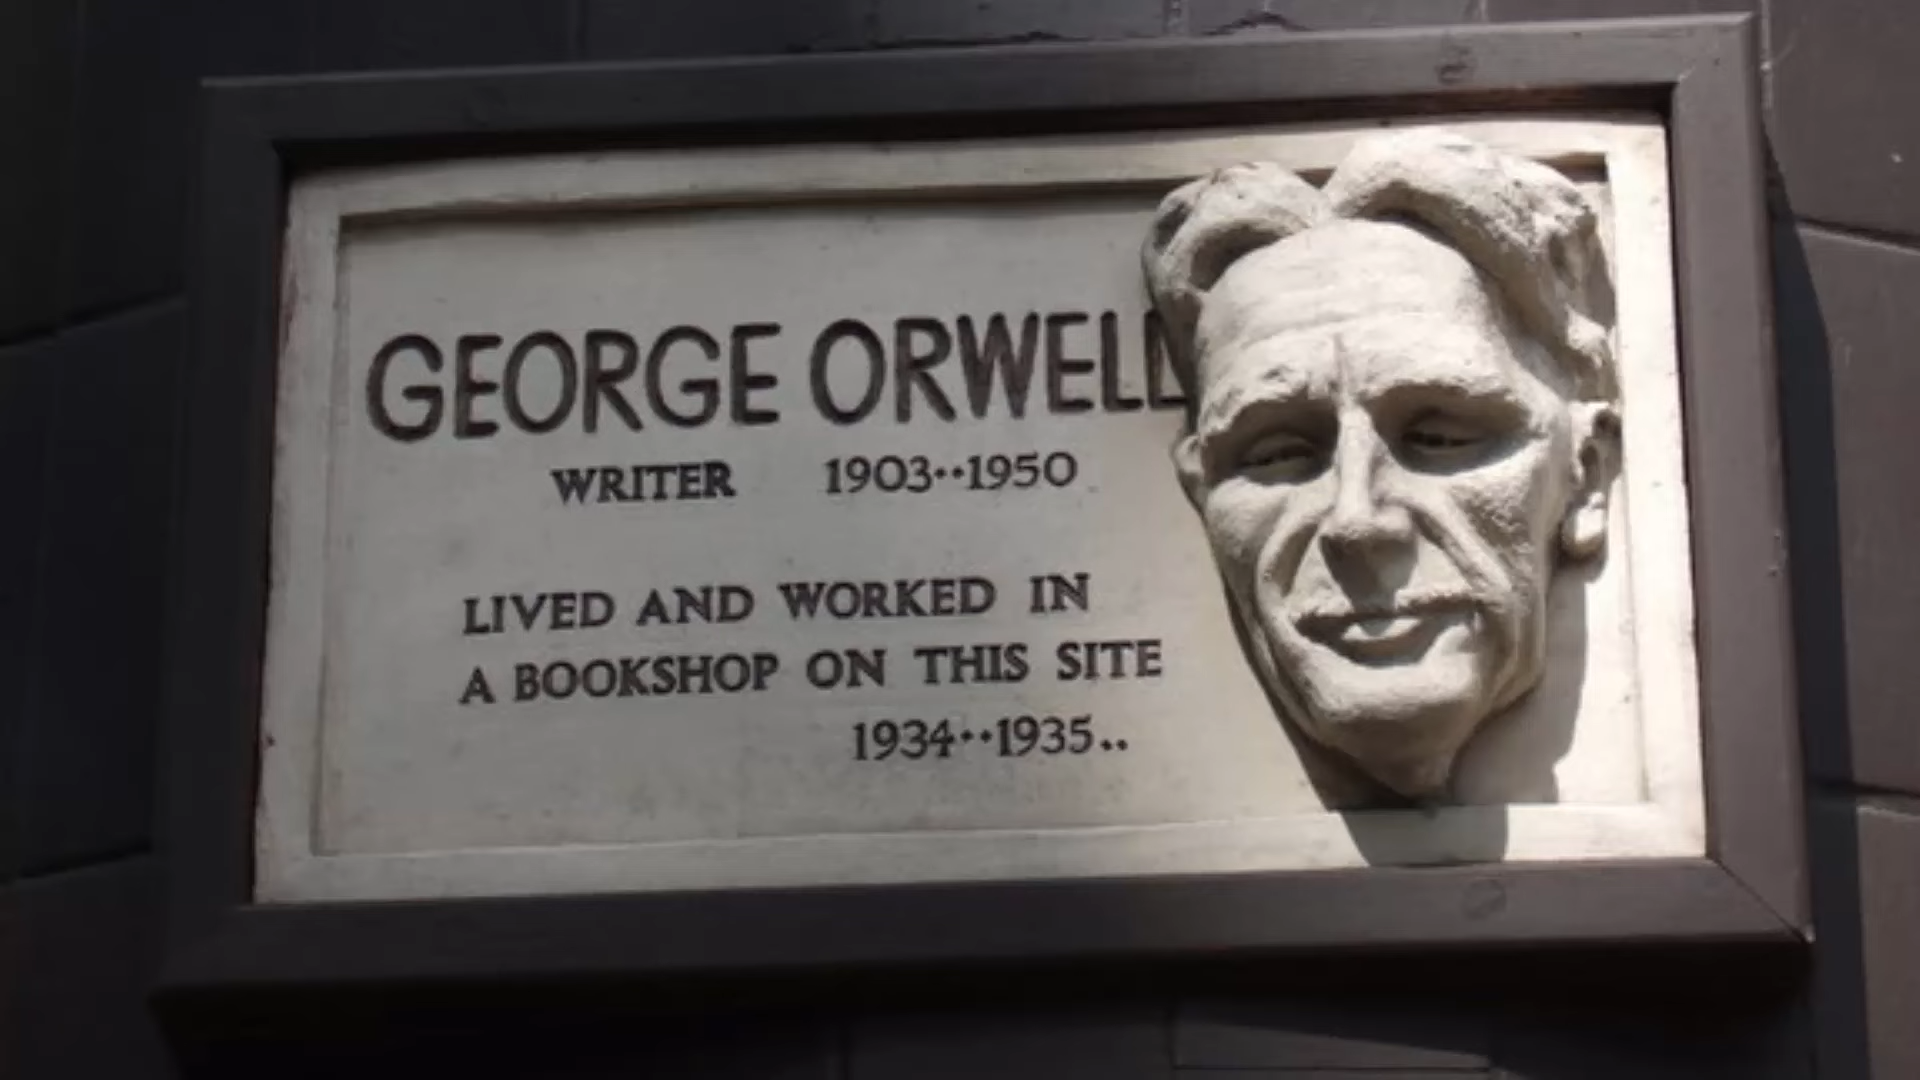 GEORGE ORWELL
WRITER 1903··1950
LIVED AND WORKED IN
A BOOKSHOP ON THIS SITE
1934··1935..